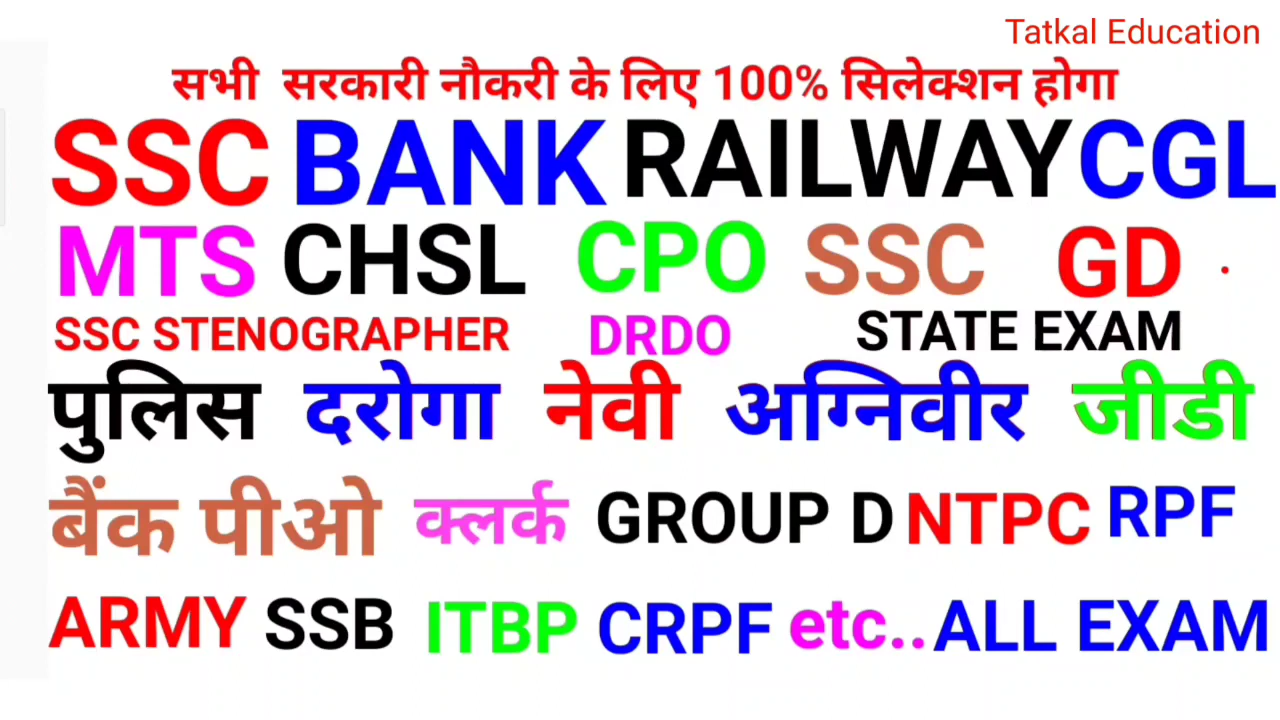 Tatkal Education
सभी सरकारी नौकरी के लिए 100% सिलेक्शन होगा
SSC BANK RAILWAY CGL
MTS CHSL CPO SSC GD .
SSC STENOGRAPHER DRDO STATE EXAM
पुलिस दरोगा नेवी अग्निवीर जीडी
बैंक पीओ क्लर्क GROUP D NTPC RPF
ARMY SSB ITBP CRPF etc.. ALL EXAM